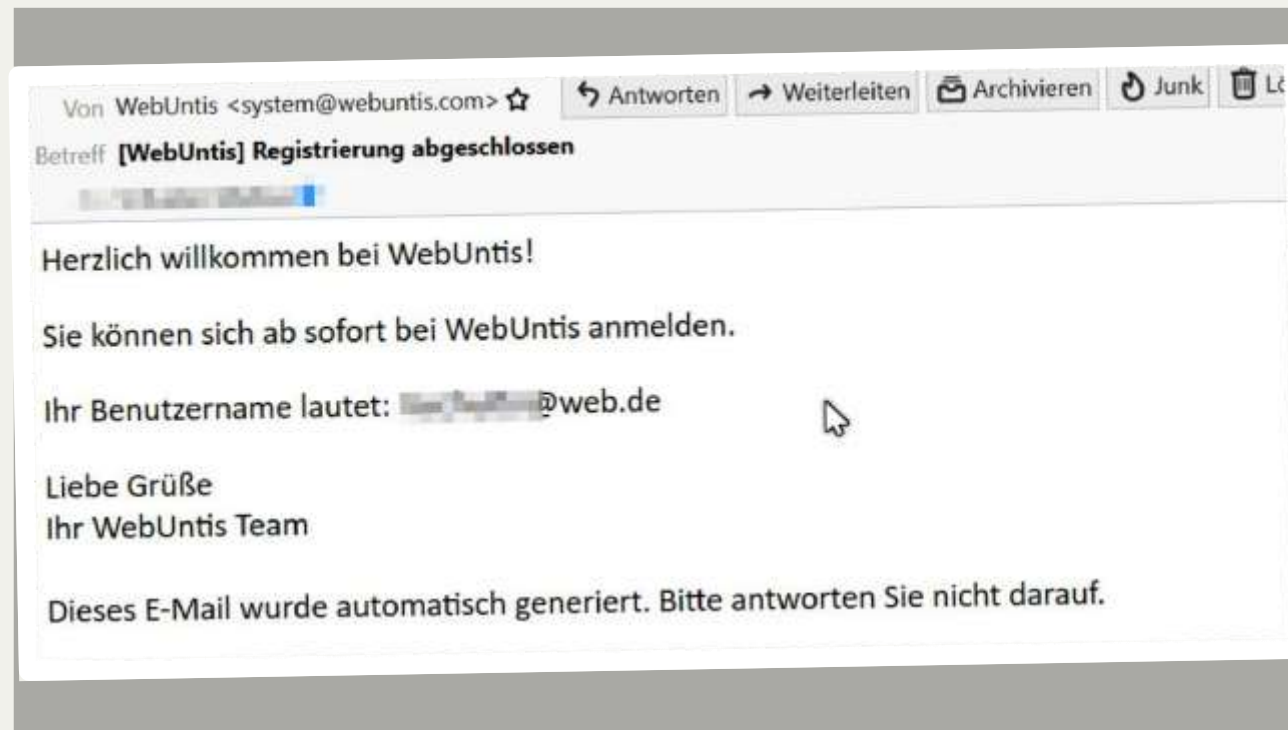 Von WebUntis <system@webuntis.com> Antworten Weiterleiten Archivieren Junk
Betreff [WebUntis] Registrierung abgeschlossen
Herzlich willkommen bei WebUntis!
Sie können sich ab sofort bei WebUntis anmelden.
Ihr Benutzername lautet: @web.de
Liebe Grüße
Ihr WebUntis Team
Dieses E-Mail wurde automatisch generiert. Bitte antworten Sie nicht darauf.